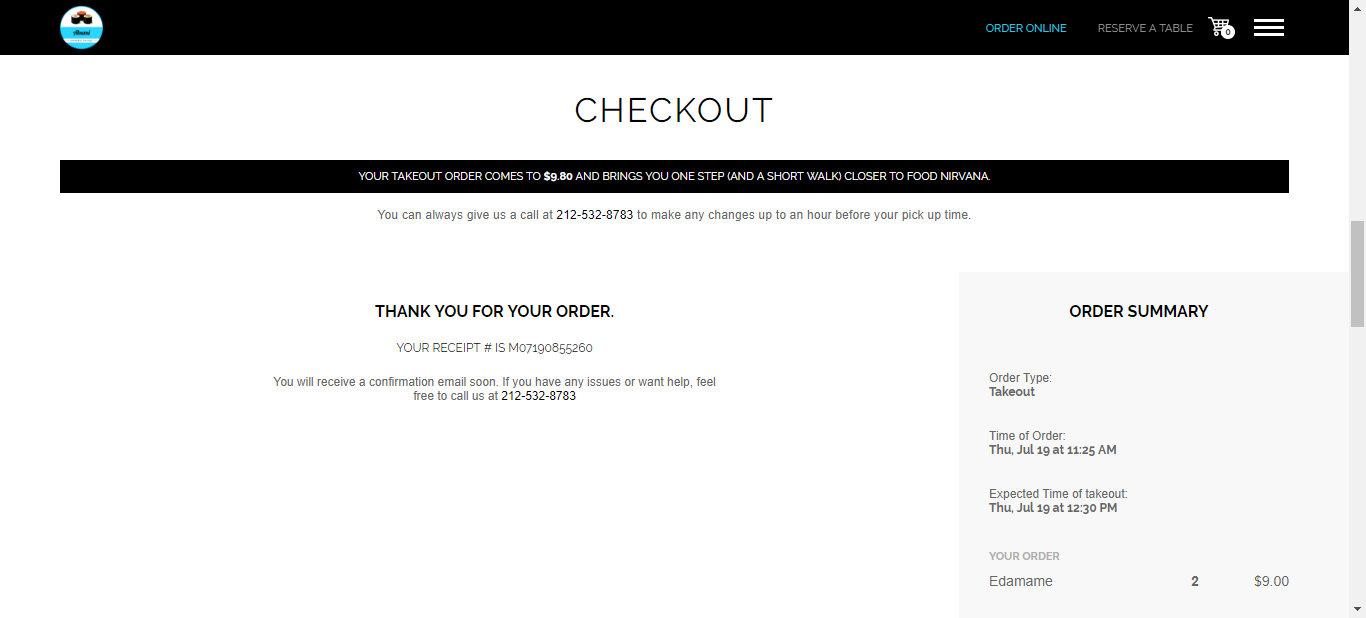 ORDER ONLINE
RESERVE A TABLE
0
CHECKOUT
YOUR TAKEOUT ORDER COMES TO $9.80 AND BRINGS YOU ONE STEP (AND A SHORT WALK) CLOSER TO FOOD NIRVANA.
You can always give us a call at 212-532-8783 to make any changes up to an hour before your pick up time.
THANK YOU FOR YOUR ORDER.
YOUR RECEIPT # IS M07190855260
You will receive a confirmation email soon. If you have any issues or want help, feel
free to call us at 212-532-8783
ORDER SUMMARY
Order Type:
Takeout
Time of Order:
Thu, Jul 19 at 11:25 AM
Expected Time of takeout:
Thu, Jul 19 at 12:30 PM
YOUR ORDER
Edamame 2 $9.00